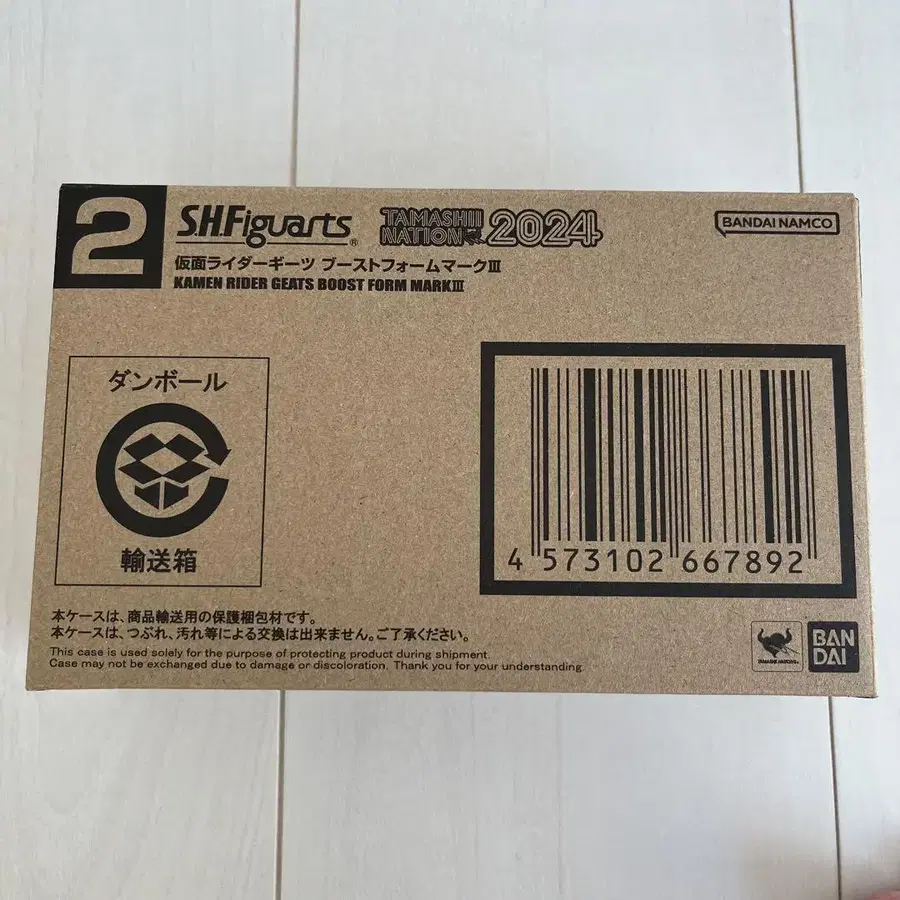 2
S.H.Figuarts®
TAMASHII NATION 2024
BANDAI NAMCO
仮面ライダーギーツ ブーストフォームマークⅢ
KAMEN RIDER GEATS BOOST FORM MARKⅢ
ダンボール
輸送箱
4 573102 667892
本ケースは、商品輸送用の保護梱包材です。
本ケースは、つぶれ、汚れ等による交換は出来ません。ご了承ください。
This case is used solely for the purpose of protecting product during shipment.
Case may not be exchanged due to damage or discoloration. Thank you for your understanding.
TAMASHII NATIONS
BAN
DAI